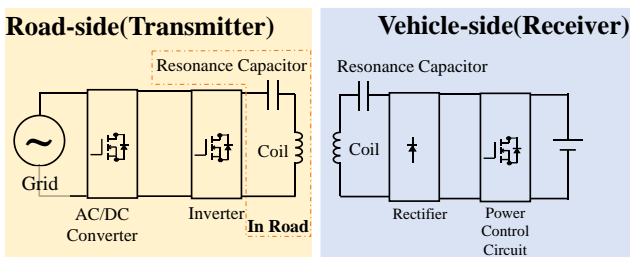 Road-side(Transmitter)
Resonance Capacitor
Grid
AC/DC
Converter
Inverter
Coil
In Road
Vehicle-side(Receiver)
Resonance Capacitor
Coil
Rectifier
Power
Control
Circuit